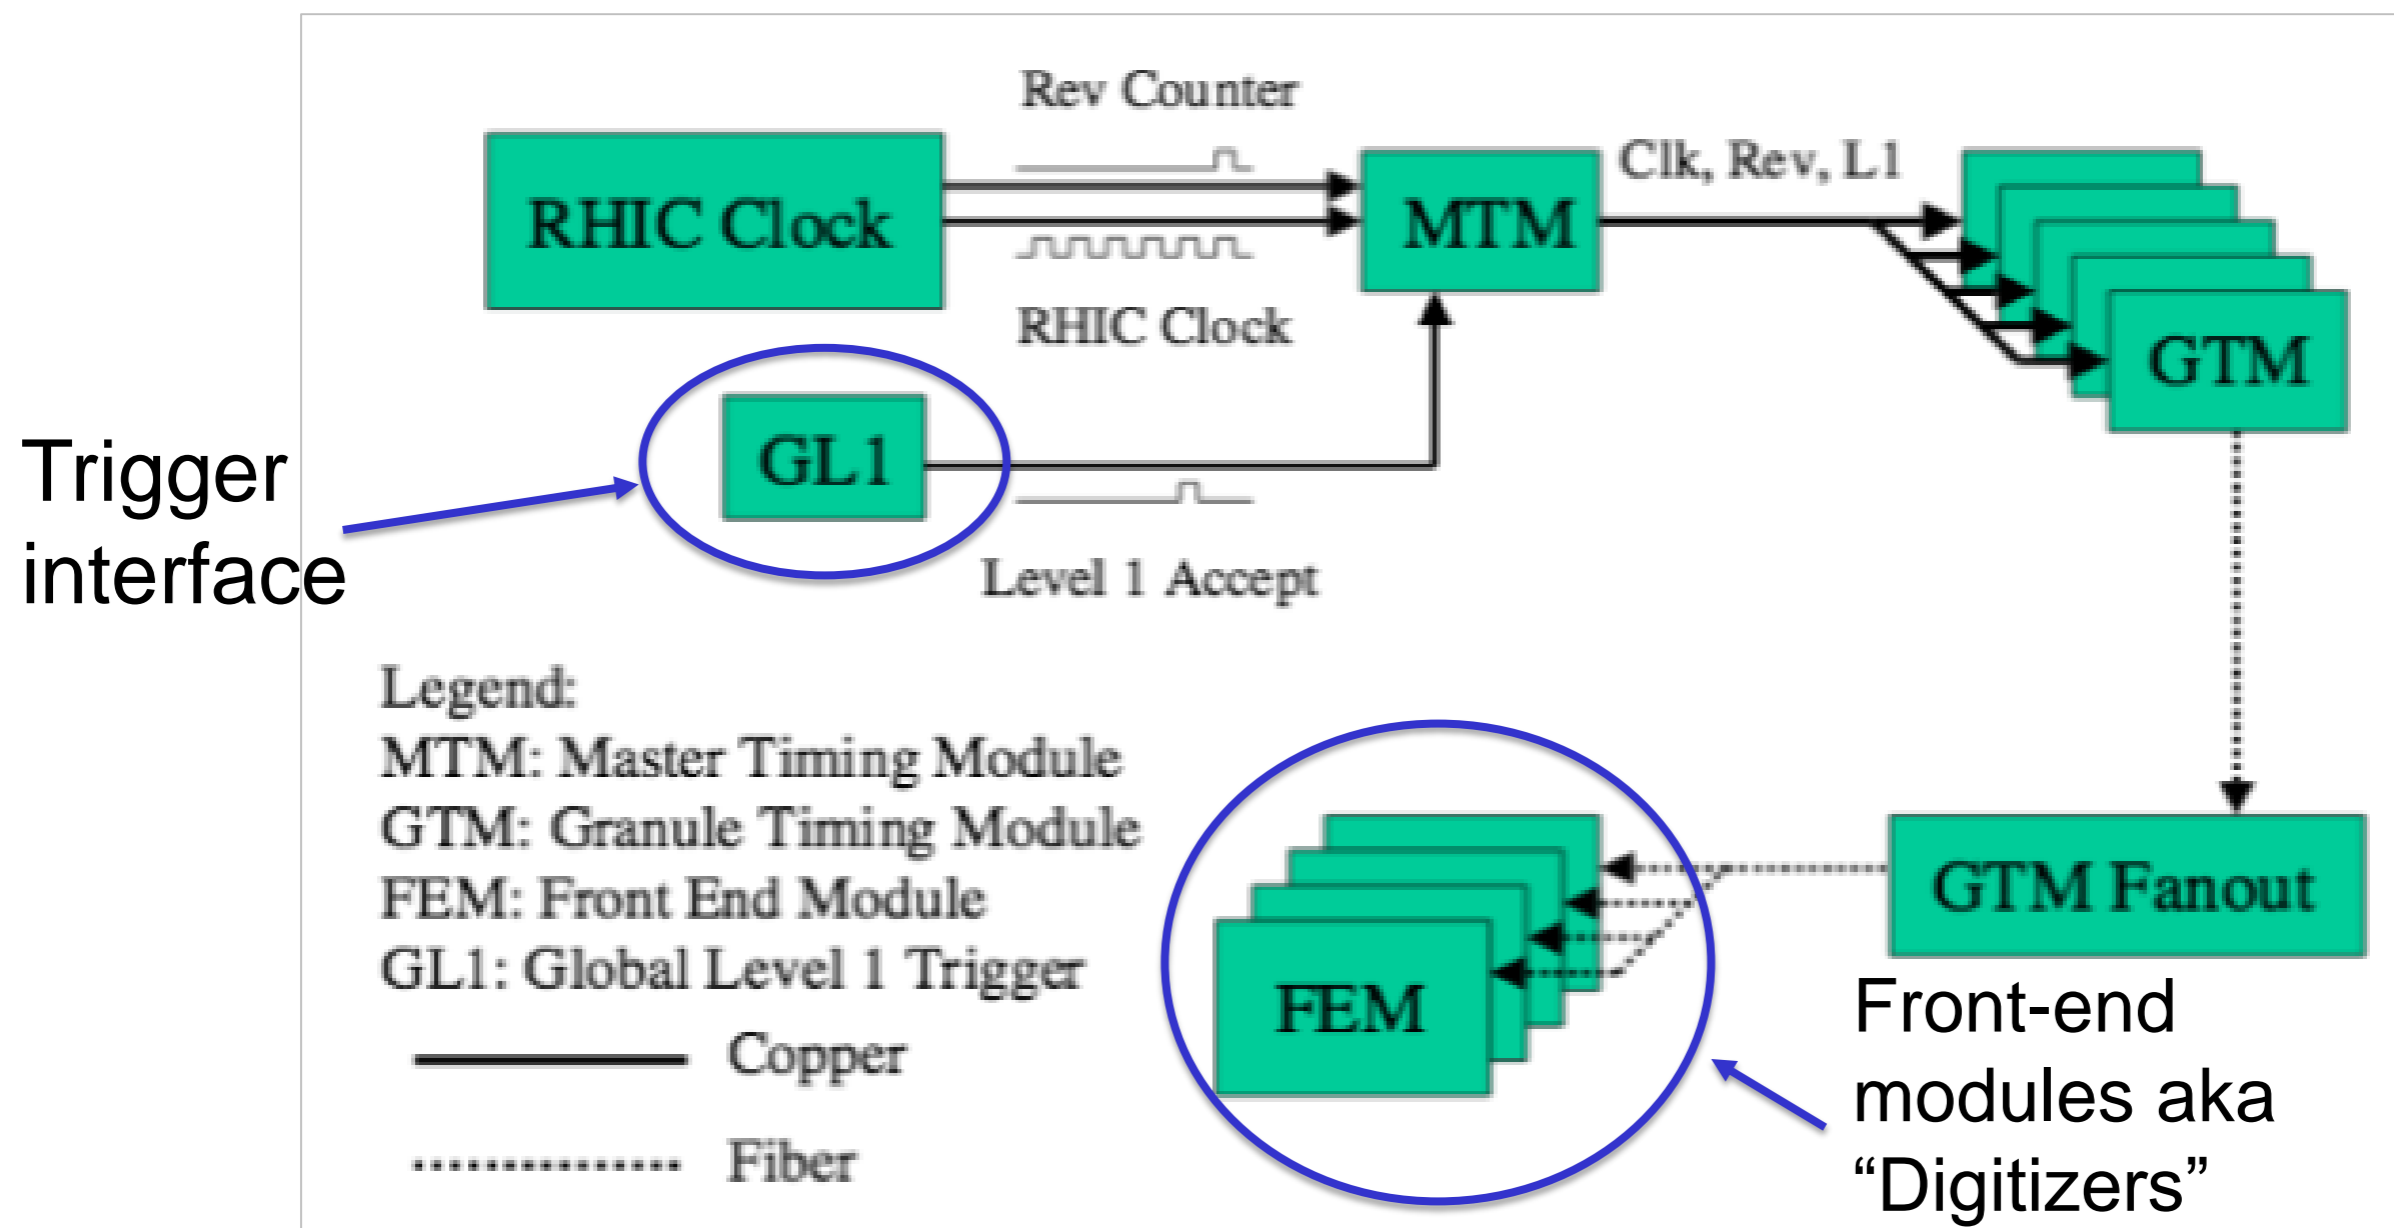 Rev Counter
RHIC Clock
MTM
Clk, Rev, L1
RHIC Clock
GTM
GL1
Trigger
interface
Level 1 Accept
Legend:
MTM: Master Timing Module
GTM: Granule Timing Module
FEM: Front End Module
GL1: Global Level 1 Trigger
Copper
Fiber
GTM Fanout
FEM
Front-end
modules aka
“Digitizers”